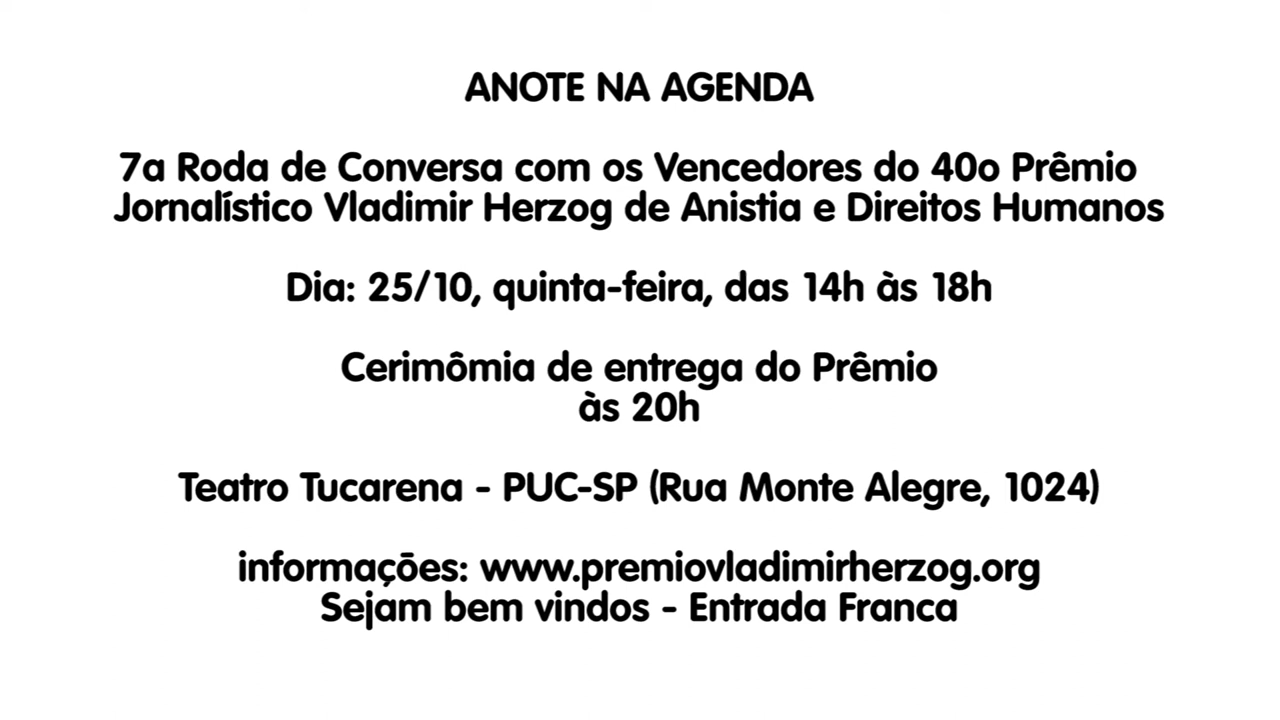 ANOTE NA AGENDA
7a Roda de Conversa com os Vencedores do 40o Prêmio
Jornalístico Vladimir Herzog de Anistia e Direitos Humanos
Dia: 25/10, quinta-feira, das 14h às 18h
Cerimômia de entrega do Prêmio
às 20h
Teatro Tucarena - PUC-SP (Rua Monte Alegre, 1024)
informações: www.premiovladimirherzog.org
Sejam bem vindos - Entrada Franca